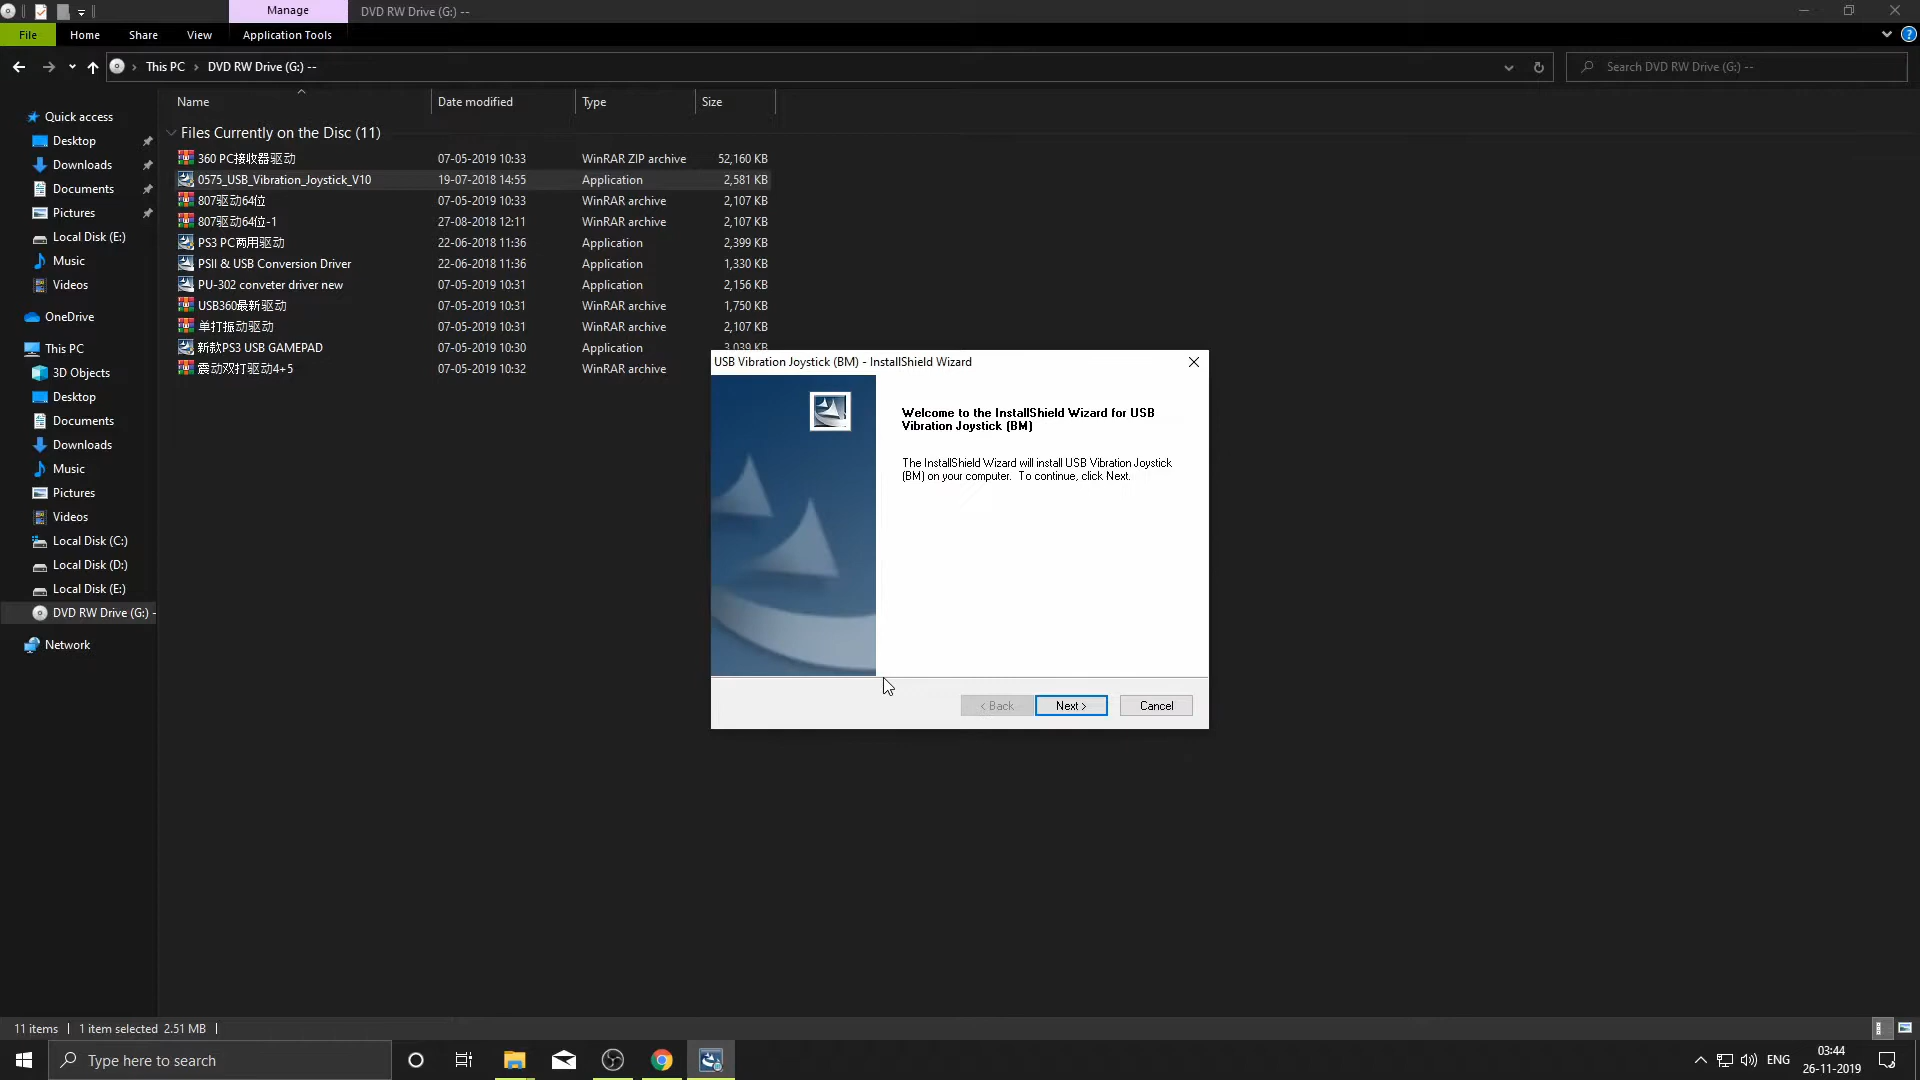 Manage
DVD RW Drive (G:) --
File
Home
Share
View
Application Tools
This PC
DVD RW Drive (G:) --
Search DVD RW Drive (G:) --
Name
Date modified
Type
Size
Files Currently on the Disc (11)
360 PC接收器驱动 07-05-2019 10:33 WinRAR ZIP archive 52,160 KB
0575_USB_Vibration_Joystick_V10 19-07-2018 14:55 Application 2,581 KB
807驱动64位 07-05-2019 10:33 WinRAR archive 2,107 KB
807驱动64位-1 27-08-2018 12:11 WinRAR archive 2,107 KB
PS3 PC两用驱动 22-06-2018 11:36 Application 2,399 KB
PSII & USB Conversion Driver 22-06-2018 11:36 Application 1,330 KB
PU-302 conveter driver new 07-05-2019 10:31 Application 2,156 KB
USB360最新驱动 07-05-2019 10:31 WinRAR archive 1,750 KB
单打振动驱动 07-05-2019 10:31 WinRAR archive 2,107 KB
新款PS3 USB GAMEPAD 07-05-2019 10:30 Application 3,039 KB
震动双打驱动4+5 07-05-2019 10:32 WinRAR archive
Quick access
Desktop
Downloads
Documents
Pictures
Local Disk (E:)
Music
Videos
OneDrive
This PC
3D Objects
Desktop
Documents
Downloads
Music
Pictures
Videos
Local Disk (C:)
Local Disk (D:)
Local Disk (E:)
DVD RW Drive (G:) -
Network
USB Vibration Joystick (BM) - InstallShield Wizard
Welcome to the InstallShield Wizard for USB
Vibration Joystick (BM)
The InstallShield Wizard will install USB Vibration Joystick
(BM) on your computer. To continue, click Next.
< Back
Next >
Cancel
11 items
1 item selected 2.51 MB
Type here to search
ENG
03:44
26-11-2019